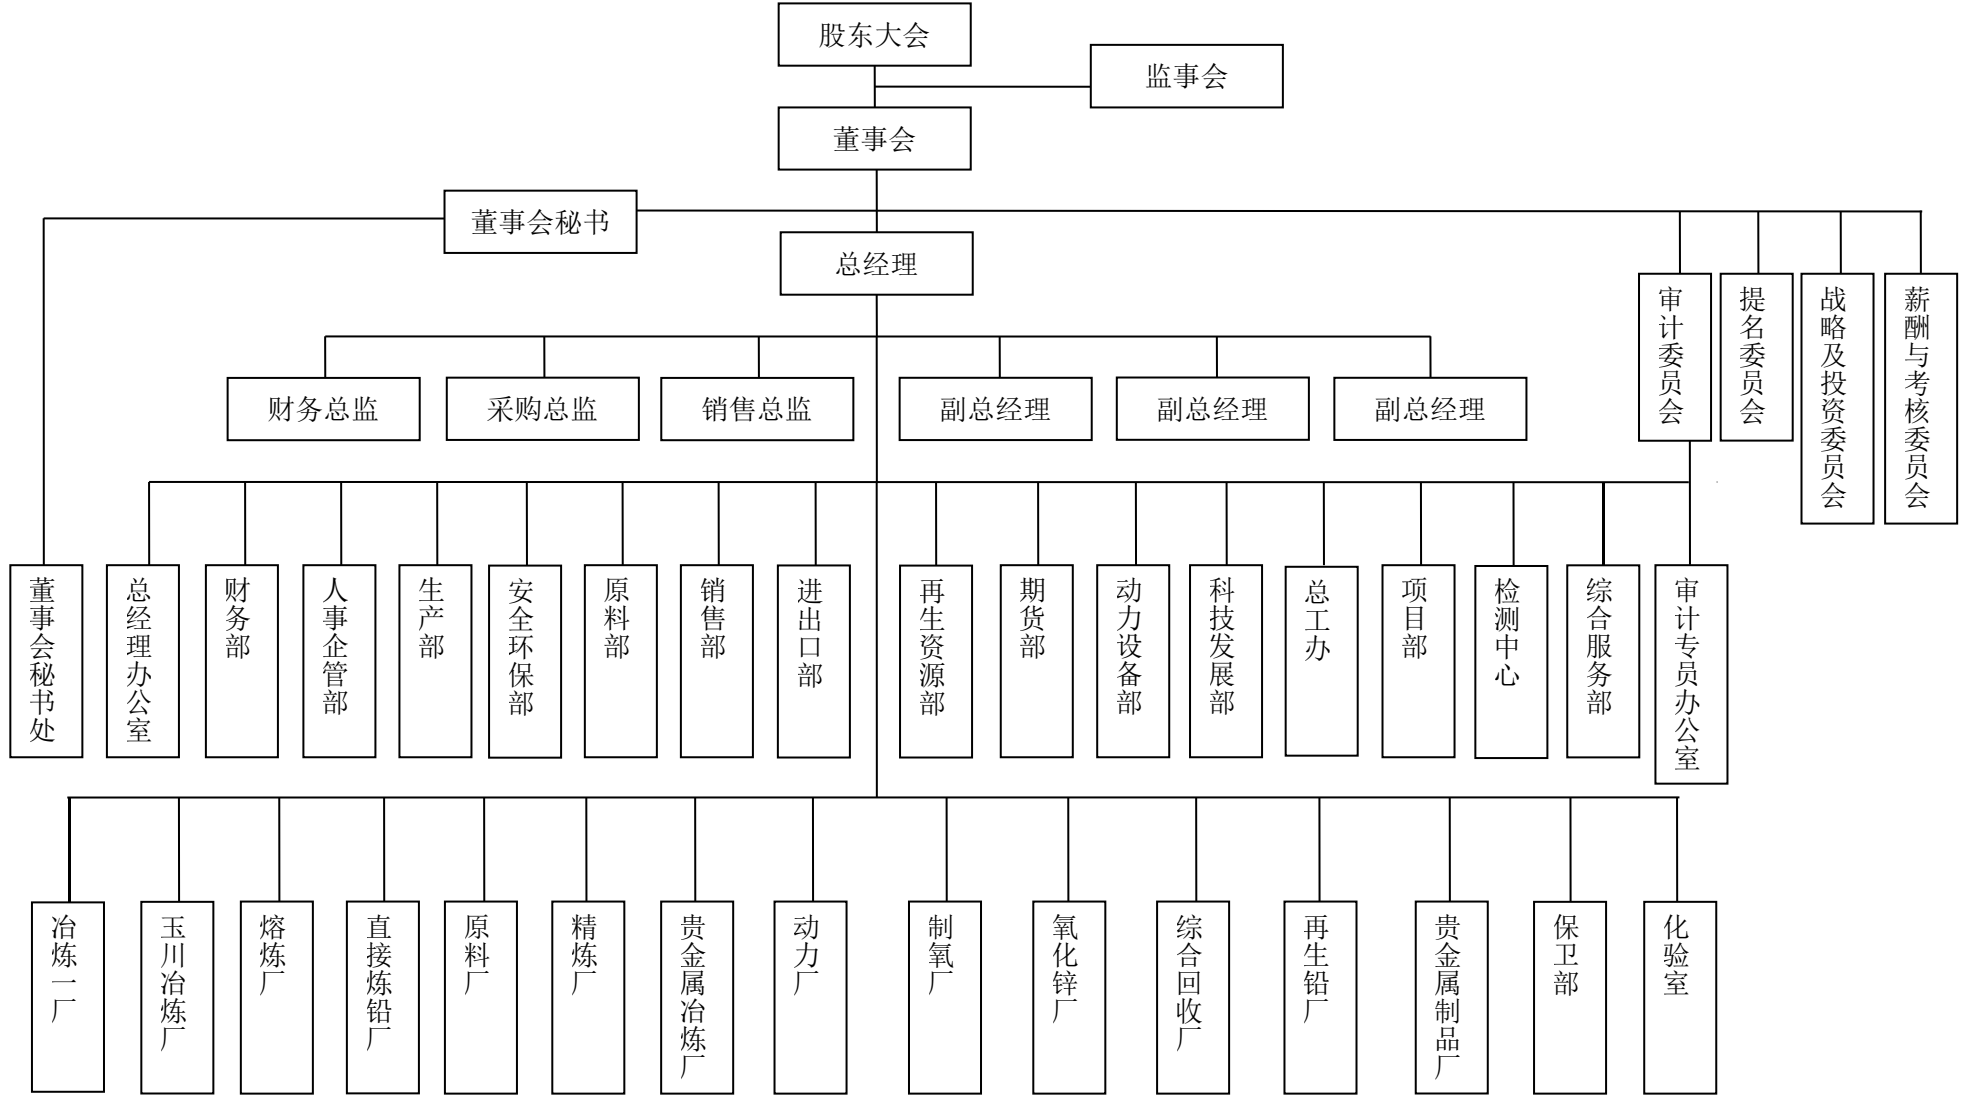 股东大会
监事会
董事会
董事会秘书
总经理
审计委员会
提名委员会
战略及投资委员会
薪酬与考核委员会
财务总监
采购总监
销售总监
副总经理
副总经理
副总经理
董事会秘书处
总经理办公室
财务部
人事企管部
生产部
安全环保部
原料部
销售部
进出口部
再生资源部
期货部
动力设备部
科技发展部
总工办
项目部
检测中心
综合服务部
审计专员办公室
冶炼一厂
玉川冶炼厂
熔炼厂
直接炼铅厂
原料厂
精炼厂
贵金属冶炼厂
动力厂
制氧厂
氧化锌厂
综合回收厂
再生铅厂
贵金属制品厂
保卫部
化验室